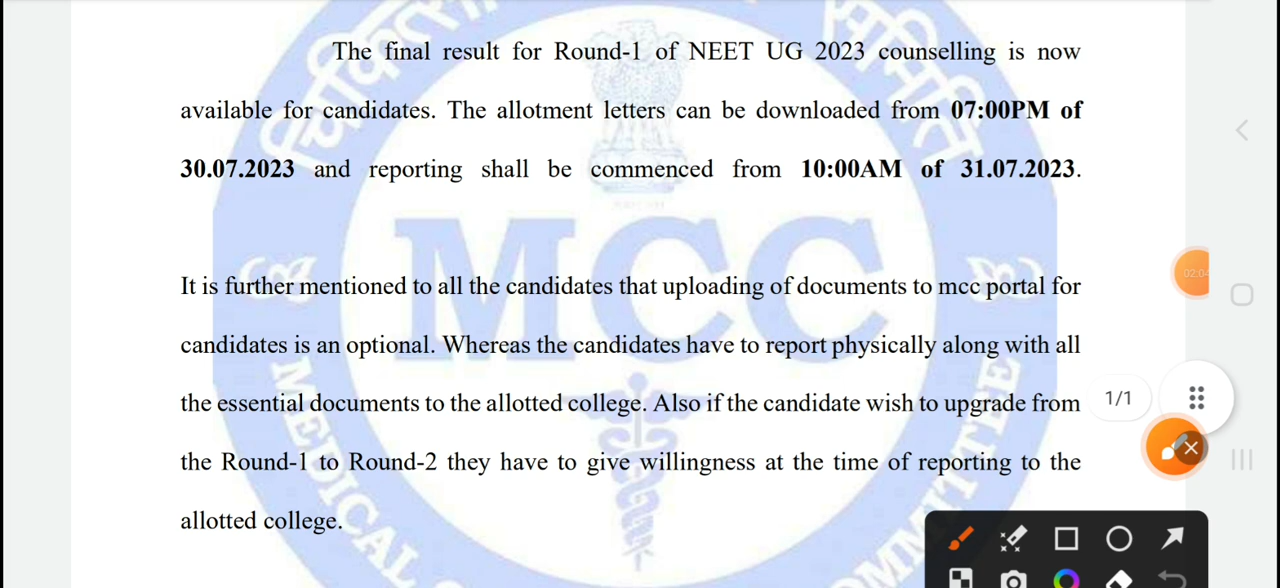 The final result for Round-1 of NEET UG 2023 counselling is now
available for candidates. The allotment letters can be downloaded from 07:00PM of
30.07.2023 and reporting shall be commenced from 10:00AM of 31.07.2023.
MCC
It is further mentioned to all the candidates that uploading of documents to mcc portal for
candidates is an optional. Whereas the candidates have to report physically along with all
the essential documents to the allotted college. Also if the candidate wish to upgrade from
the Round-1 to Round-2 they have to give willingness at the time of reporting to the
allotted college.
1/1
MEDICAL